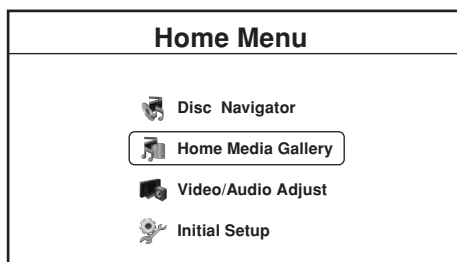 Home Menu
Disc Navigator
Home Media Gallery
Video/Audio Adjust
Initial Setup